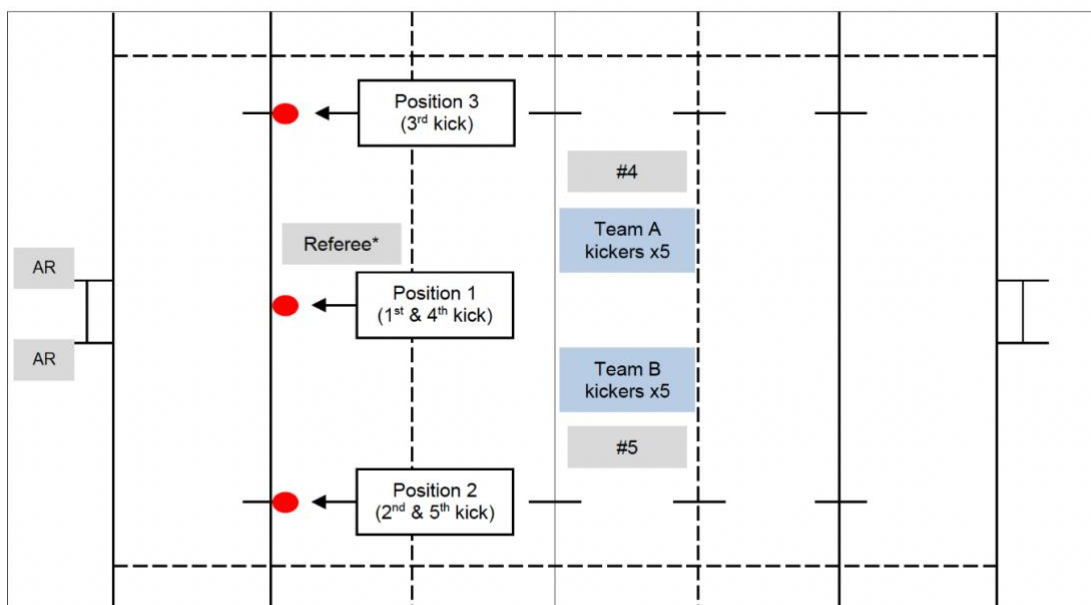 Position 3
(3rd kick)
#4
Team A
kickers x5
Referee*
AR
Position 1
(1st & 4th kick)
AR
Team B
kickers x5
#5
Position 2
(2nd & 5th kick)